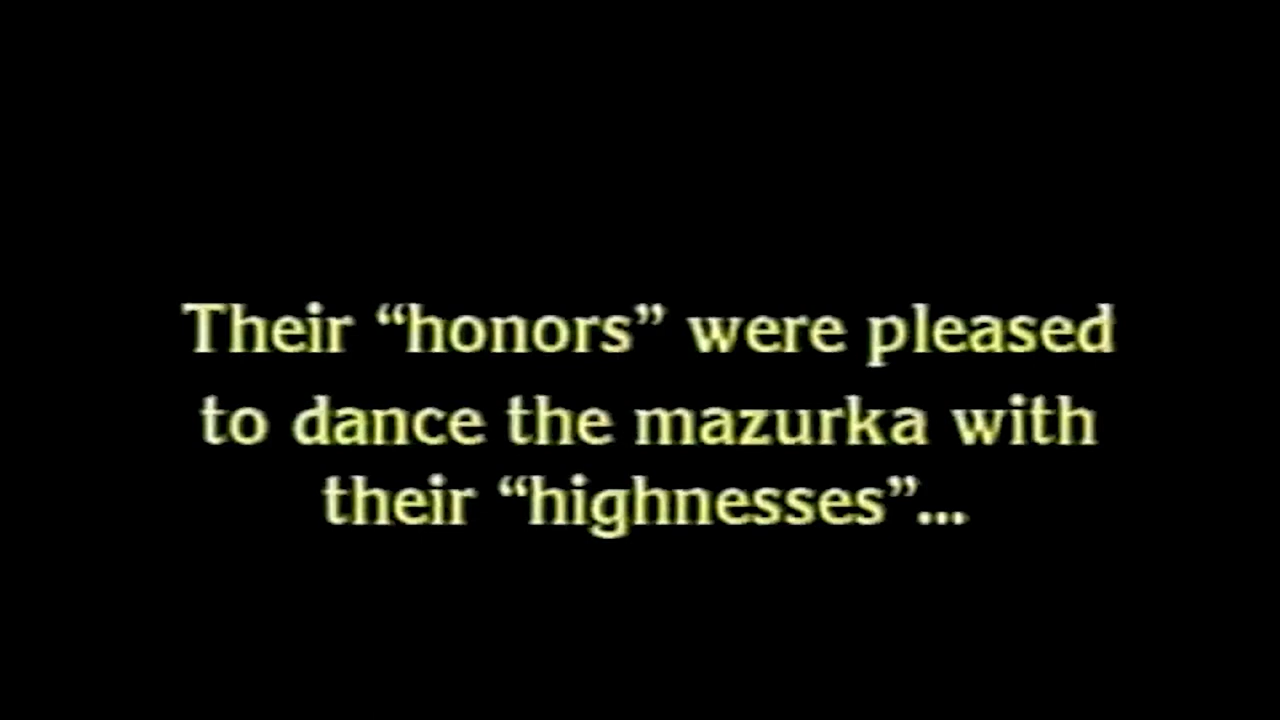 Their “honors” were pleased
to dance the mazurka with
their “highnesses”...